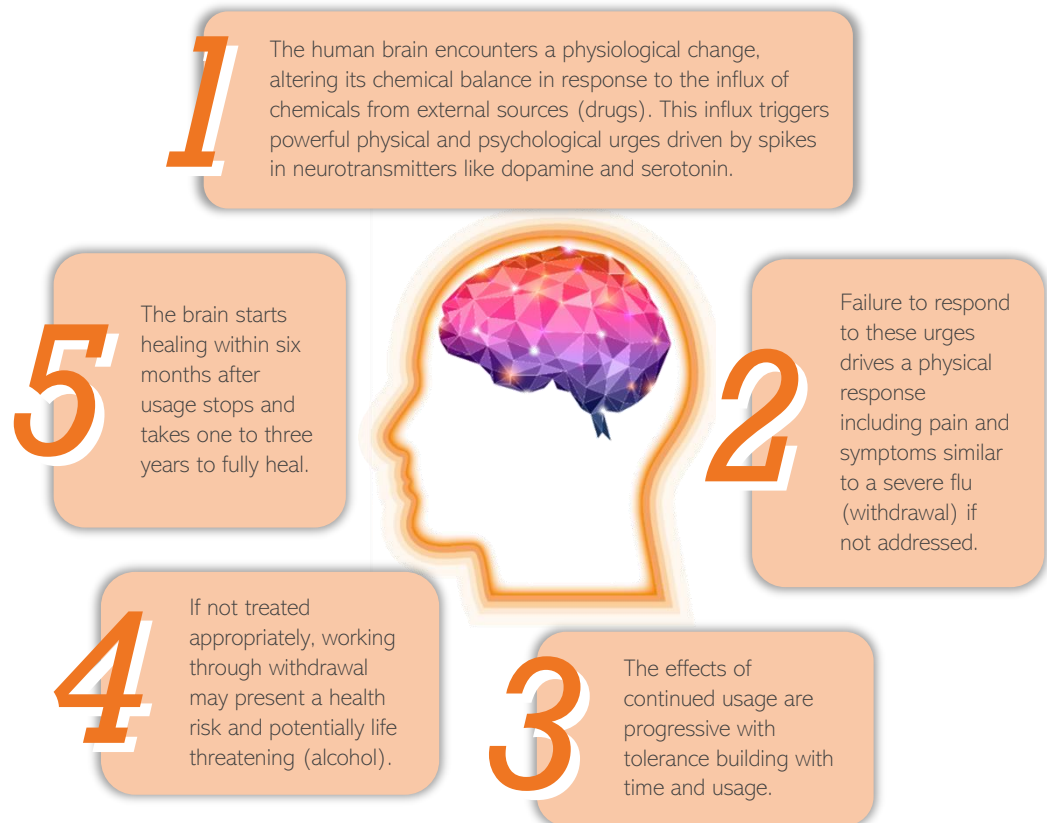 1
The human brain encounters a physiological change,
altering its chemical balance in response to the influx of
chemicals from external sources (drugs). This influx triggers
powerful physical and psychological urges driven by spikes
in neurotransmitters like dopamine and serotonin.
2
Failure to respond
to these urges
drives a physical
response
including pain and
symptoms similar
to a severe flu
(withdrawal) if
not addressed.
3
The effects of
continued usage are
progressive with
tolerance building with
time and usage.
4
If not treated
appropriately, working
through withdrawal
may present a health
risk and potentially life
threatening (alcohol).
5
The brain starts
healing within six
months after
usage stops and
takes one to three
years to fully heal.